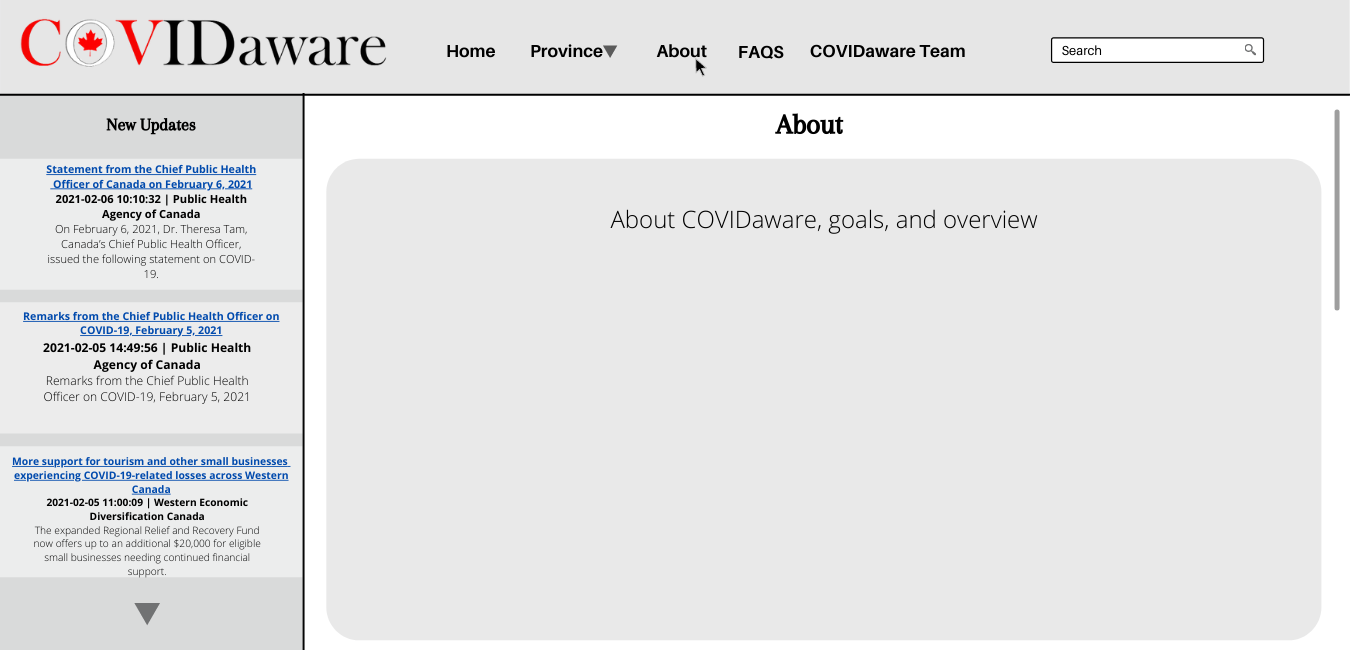 COVIDaware
Home Province About FAQS COVIDaware Team Search
New Updates
Statement from the Chief Public Health
Officer of Canada on February 6, 2021
2021-02-06 10:10:32 | Public Health
Agency of Canada
On February 6, 2021, Dr. Theresa Tam,
Canada's Chief Public Health Officer,
issued the following statement on COVID-
19.
Remarks from the Chief Public Health Officer on
COVID-19, February 5, 2021
2021-02-05 14:49:56 | Public Health
Agency of Canada
Remarks from the Chief Public Health
Officer on COVID-19, February 5, 2021
More support for tourism and other small businesses
experiencing COVID-19-related losses across Western
Canada
2021-02-05 11:00:09 | Western Economic
Diversification Canada
The expanded Regional Relief and Recovery Fund
now offers up to an additional $20,000 for eligible
small businesses needing continued financial
support.
About
About COVIDaware, goals, and overview